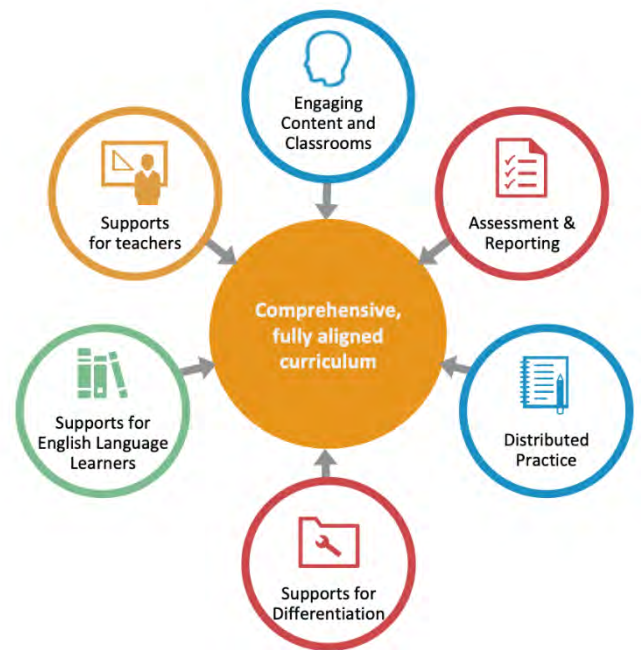 Engaging
Content and
Classrooms
Assessment &
Reporting
Distributed
Practice
Supports for
Differentiation
Supports for
English Language
Learners
Supports
for teachers
Comprehensive,
fully aligned
curriculum